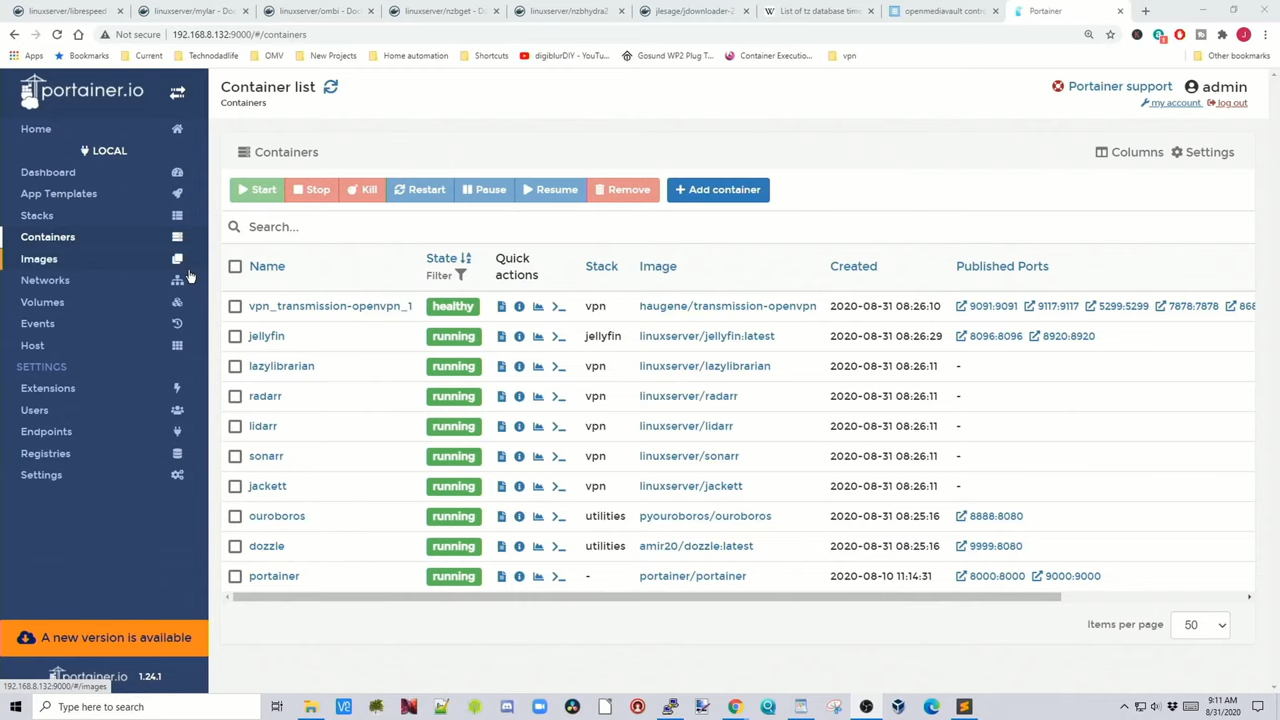 linuxserver/librespeed
linuxserver/mylar - Doc
linuxserver/ombi - Doc
linuxserver/nzbget - Doc
linuxserver/nzbhydra2
jlesage/jdownloader-2
List of tz database time
openmediavault contr
Portainer
Not secure
192.168.8.132:9000/#/containers
Apps
Bookmarks
Current
Technodadlife
OMV
New Projects
Home automation
Shortcuts
digiblurDIY - YouTu...
Gosund WP2 Plug T...
Container Executio...
vpn
Other bookmarks
portainer.io
Container list
Containers
Portainer support
admin
my account
log out
Home
LOCAL
Dashboard
App Templates
Stacks
Containers
Images
Networks
Volumes
Events
Host
SETTINGS
Extensions
Users
Endpoints
Registries
Settings
A new version is available
portainer.io 1.24.1
192.168.8.132:9000/#/images
Containers
Columns
Settings
Start Stop Kill Restart Pause Resume Remove Add container
Search...
Name State Filter Quick actions Stack Image Created Published Ports
vpn_transmission-openvpn_1 healthy vpn haugene/transmission-openvpn 2020-08-31 08:26:10 9091:9091 9117:9117 5299:5299 7878:7878 868
jellyfin running jellyfin linuxserver/jellyfin:latest 2020-08-31 08:26:29 8096:8096 8920:8920
lazylibrarian running vpn linuxserver/lazylibrarian 2020-08-31 08:26:11 -
radarr running vpn linuxserver/radarr 2020-08-31 08:26:11 -
lidarr running vpn linuxserver/lidarr 2020-08-31 08:26:11 -
sonarr running vpn linuxserver/sonarr 2020-08-31 08:26:11 -
jackett running vpn linuxserver/jackett 2020-08-31 08:26:11 -
ouroboros running utilities pyouroboros/ouroboros 2020-08-31 08:25:16 8888:8080
dozzle running utilities amir20/dozzle:latest 2020-08-31 08:25:16 9999:8080
portainer running - portainer/portainer 2020-08-10 11:14:31 8000:8000 9000:9000
Items per page 50
Type here to search
9:11 AM
8/31/2020